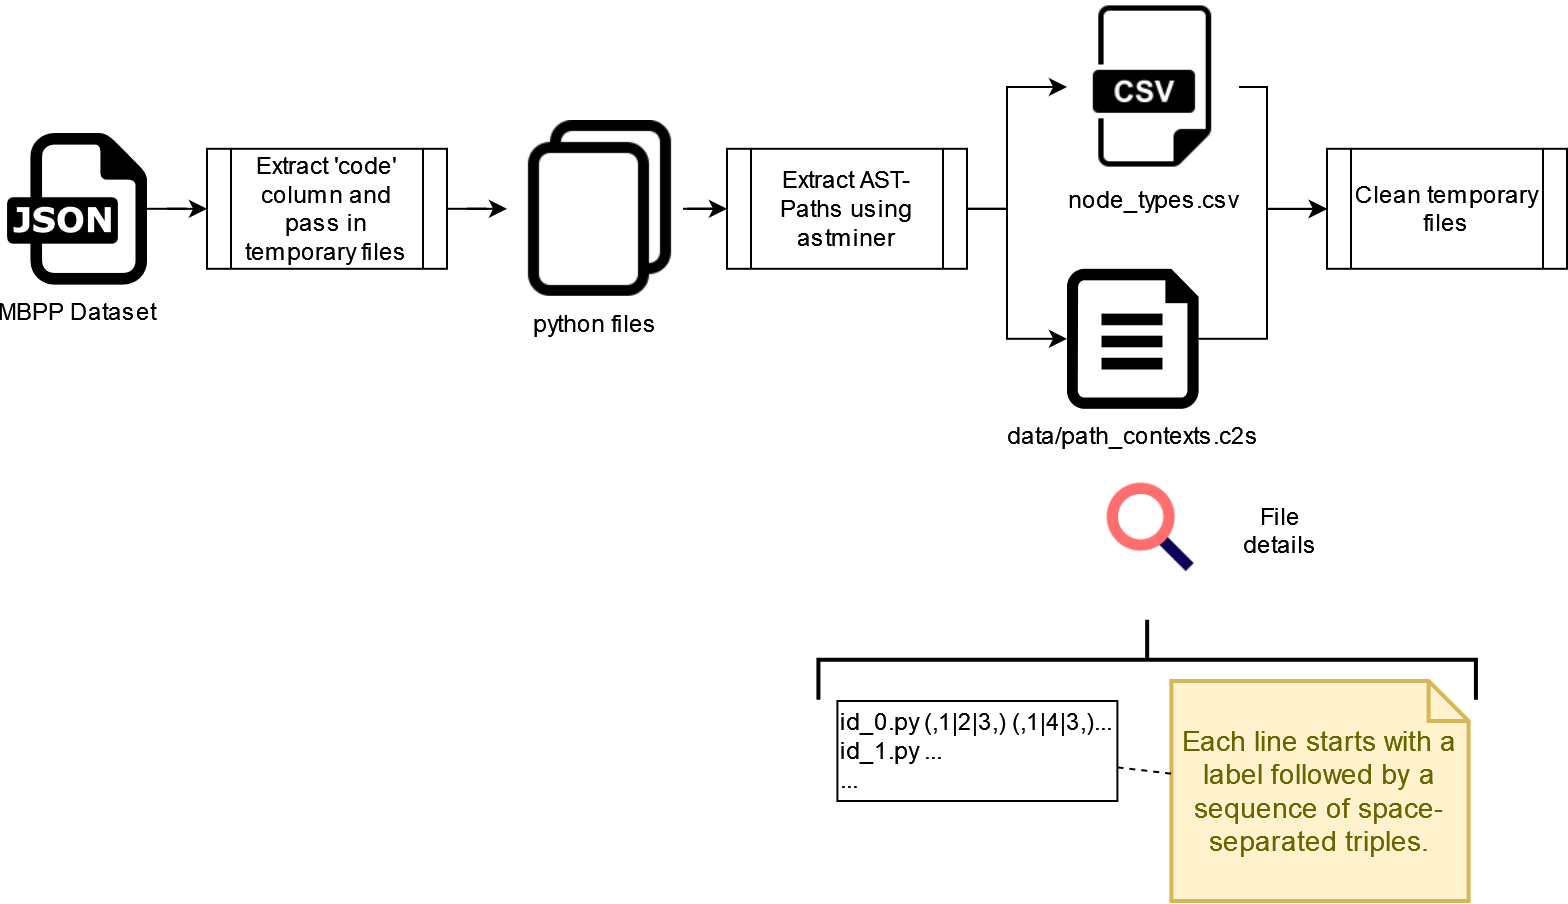 JSON
MBPP Dataset
Extract 'code'
column and
pass in
temporary files
python files
Extract AST-
Paths using
astminer
CSV
node_types.csv
data/path_contexts.c2s
Clean temporary
files
File
details
id_0.py (,1|2|3,) (,1|4|3,)...
id_1.py ...
...
Each line starts with a
label followed by a
sequence of space-
separated triples.